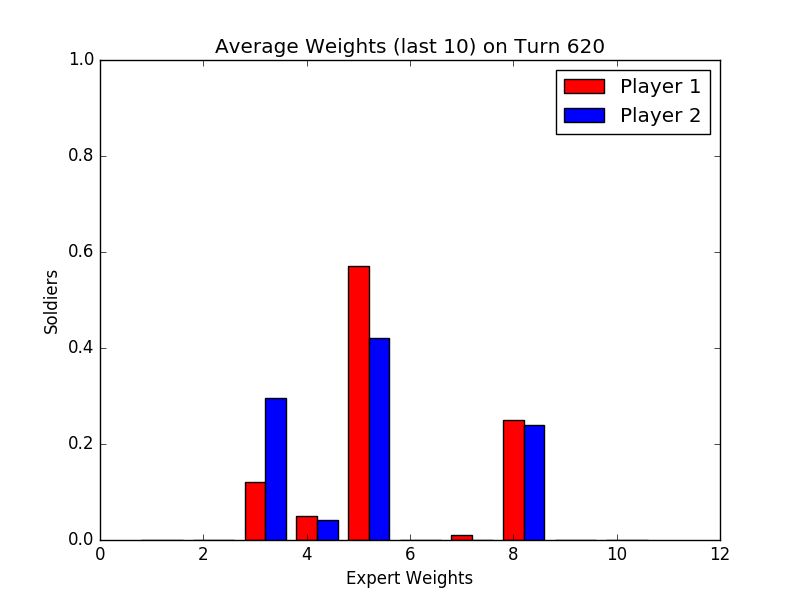 Average Weights (last 10) on Turn 620
1.0
Player 1
Player 2
0.8
0.6
0.4
0.2
0.0
Soldiers
0 2 4 6 8 10 12
Expert Weights